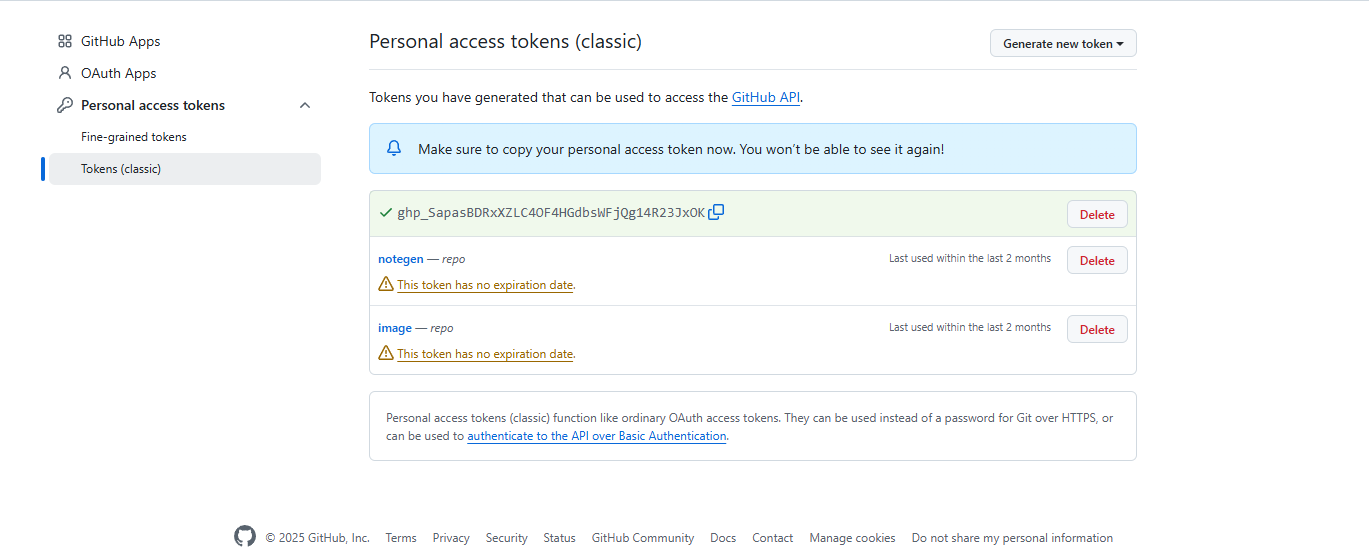 GitHub Apps
OAuth Apps
Personal access tokens
Fine-grained tokens
Tokens (classic)
Personal access tokens (classic)
Generate new token
Tokens you have generated that can be used to access the GitHub API.
Make sure to copy your personal access token now. You won't be able to see it again!
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
Delete
notegen — repo
Last used within the last 2 months
Delete
This token has no expiration date.
image — repo
Last used within the last 2 months
Delete
This token has no expiration date.
Personal access tokens (classic) function like ordinary OAuth access tokens. They can be used instead of a password for Git over HTTPS, or
can be used to authenticate to the API over Basic Authentication.
© 2025 GitHub, Inc. Terms Privacy Security Status GitHub Community Docs Contact Manage cookies Do not share my personal information